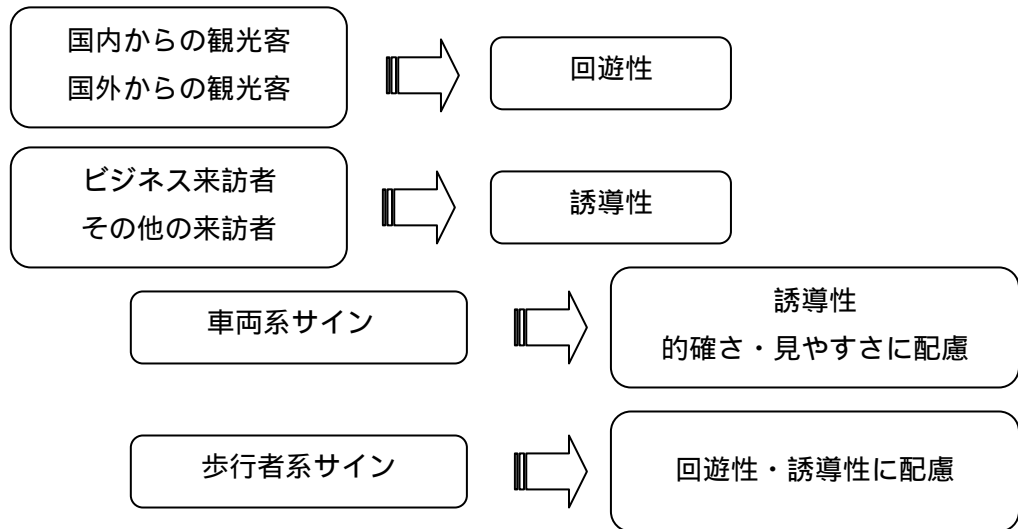 国内からの観光客
国外からの観光客
回遊性
ビジネス来訪者
その他の来訪者
誘導性
車両系サイン
誘導性
的確さ・見やすさに配慮
歩行者系サイン
回遊性・誘導性に配慮